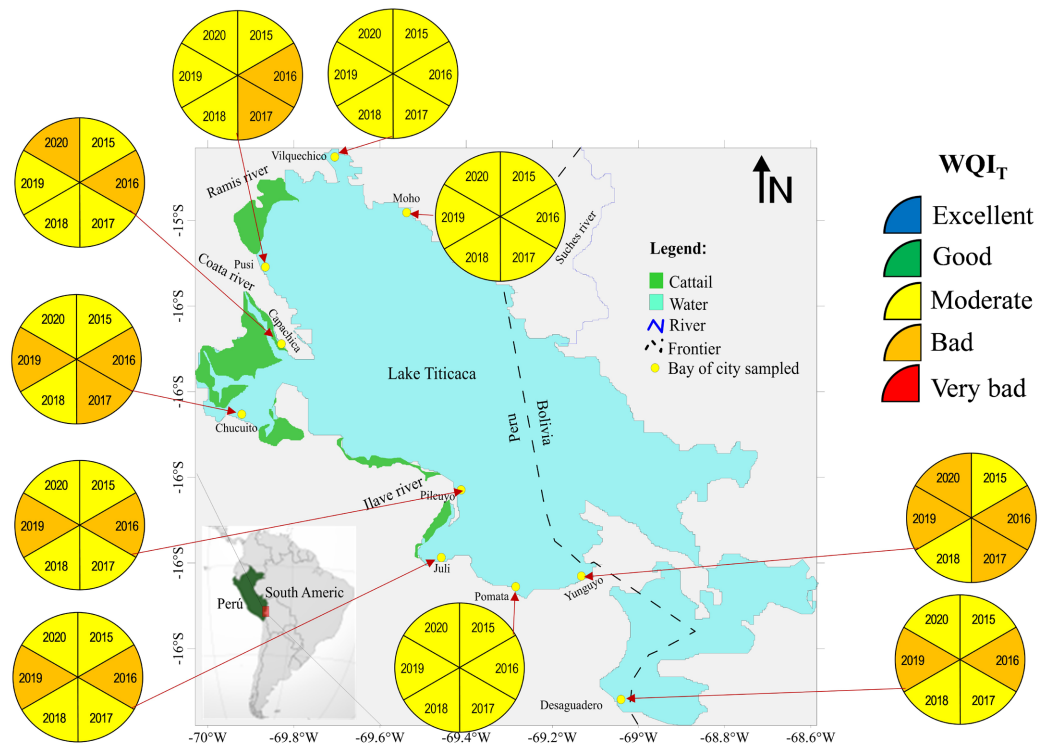 2020 2015
2019 2016
2018 2017
2020 2015
2019 2016
2018 2017
2020 2015
2019 2016
2018 2017
Vilquechico
Ramis river
Moho
2020 2015
2019 2016
2018 2017
Suches river
N
WQIT
Excellent
Good
Moderate
Bad
Very bad
Legend:
Cattail
Water
River
Frontier
Bay of city sampled
-15°S
-16°S
-16°S
-16°S
-16°S
-16°S
Pusi
Coata river
Capachica
Lake Titicaca
Peru
Bolivia
2020 2015
2019 2016
2018 2017
Chucuito
Ilave river
Pilcuyo
2020 2015
2019 2016
2018 2017
2020 2015
2019 2016
2018 2017
Juli
Pomata
Yunguyo
South Americ
Perú
2020 2015
2019 2016
2018 2017
2020 2015
2019 2016
2018 2017
2020 2015
2019 2016
2018 2017
Desaguadero
-70°W -69.8°W -69.6°W -69.4°W -69.2°W -69°W -68.8°W -68.6°W